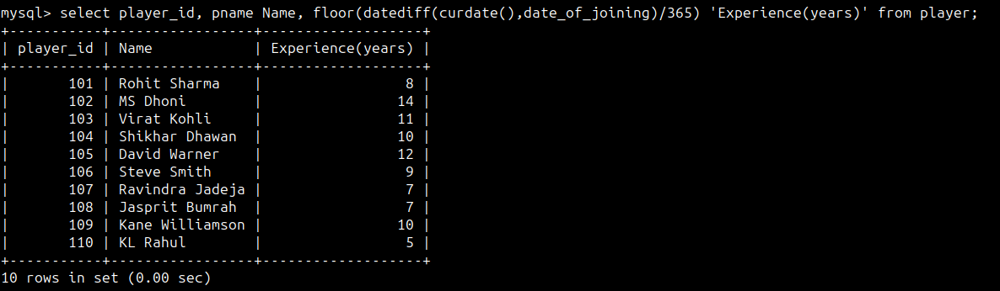 mysql> select player_id, pname Name, floor(datediff(curdate(),date_of_joining)/365) 'Experience(years)' from player;
+-----------+-----------------+-------------------+
| player_id | Name            | Experience(years) |
+-----------+-----------------+-------------------+
|       101 | Rohit Sharma    |                 8 |
|       102 | MS Dhoni        |                14 |
|       103 | Virat Kohli     |                11 |
|       104 | Shikhar Dhawan  |                10 |
|       105 | David Warner    |                12 |
|       106 | Steve Smith     |                 9 |
|       107 | Ravindra Jadeja |                 7 |
|       108 | Jasprit Bumrah  |                 7 |
|       109 | Kane Williamson |                10 |
|       110 | KL Rahul        |                 5 |
+-----------+-----------------+-------------------+
10 rows in set (0.00 sec)